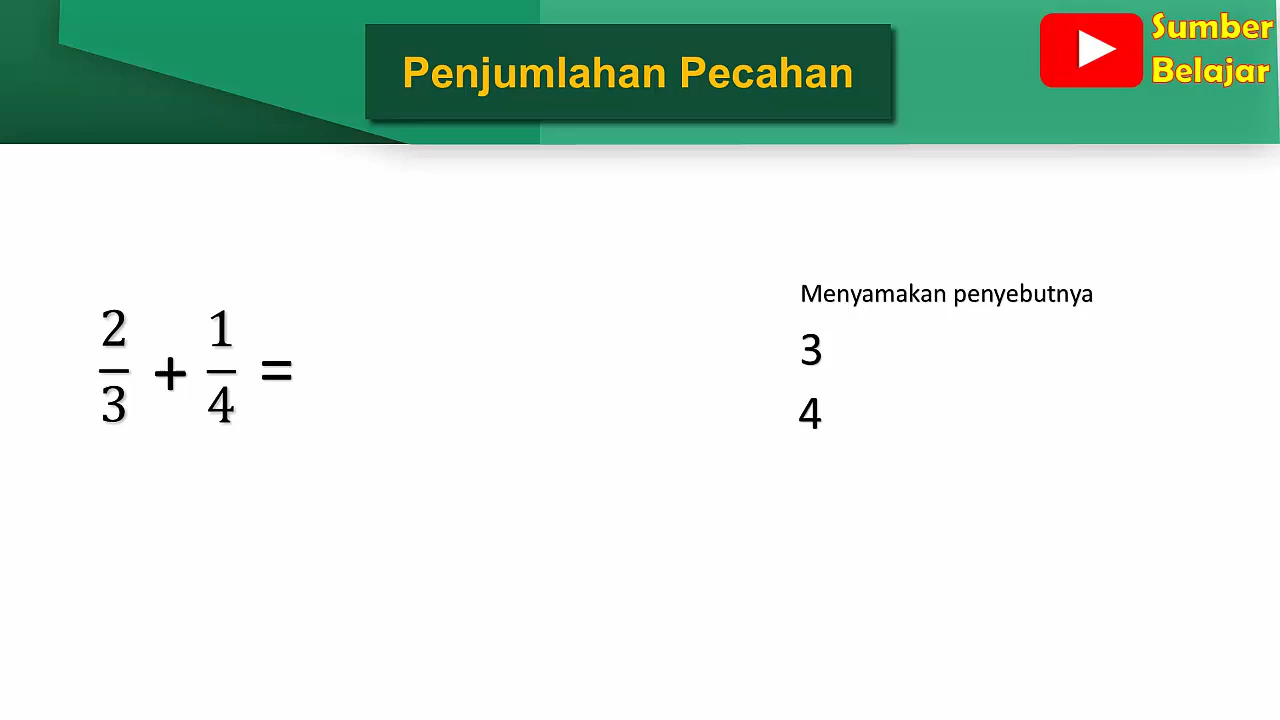 Penjumlahan Pecahan
Sumber
Belajar
2/3 + 1/4 =
Menyamakan penyebutnya
3
4